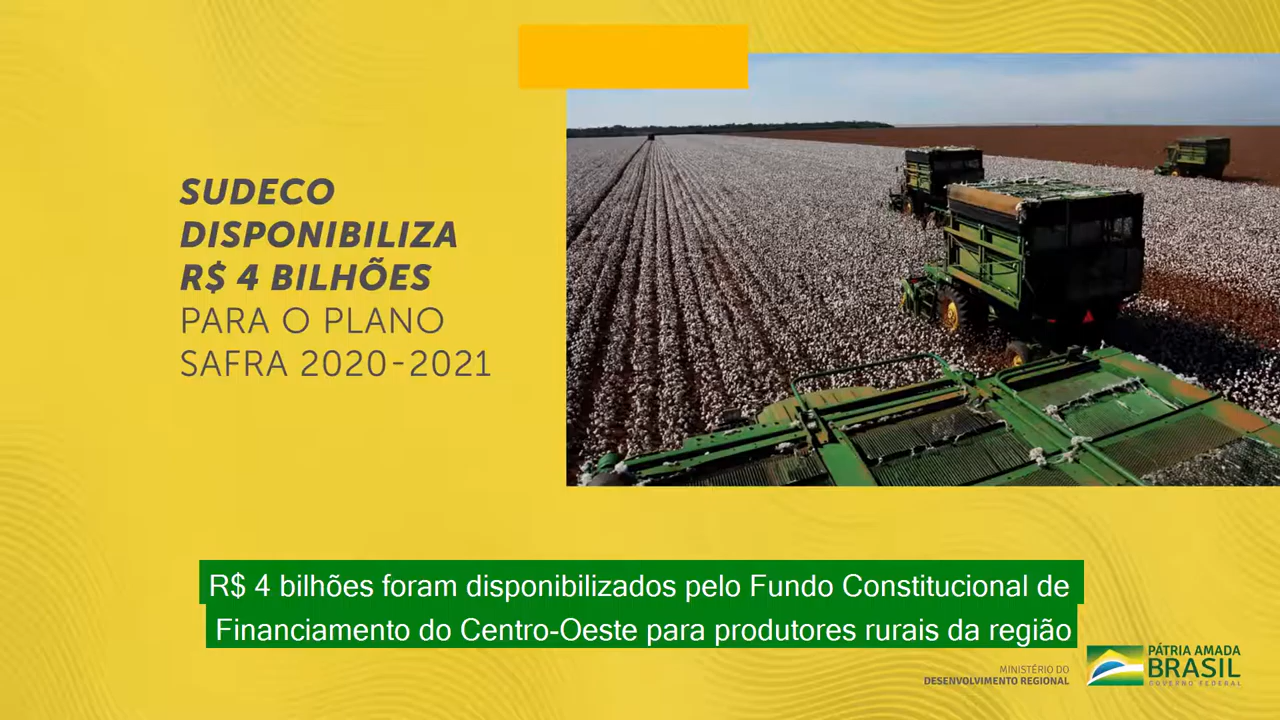 SUDECO
DISPONIBILIZA
R$ 4 BILHÕES
PARA O PLANO
SAFRA 2020-2021
R$ 4 bilhões foram disponibilizados pelo Fundo Constitucional de
Financiamento do Centro-Oeste para produtores rurais da região
MINISTÉRIO DO
DESENVOLVIMENTO REGIONAL
PÁTRIA AMADA
BRASIL
GOVERNO FEDERAL